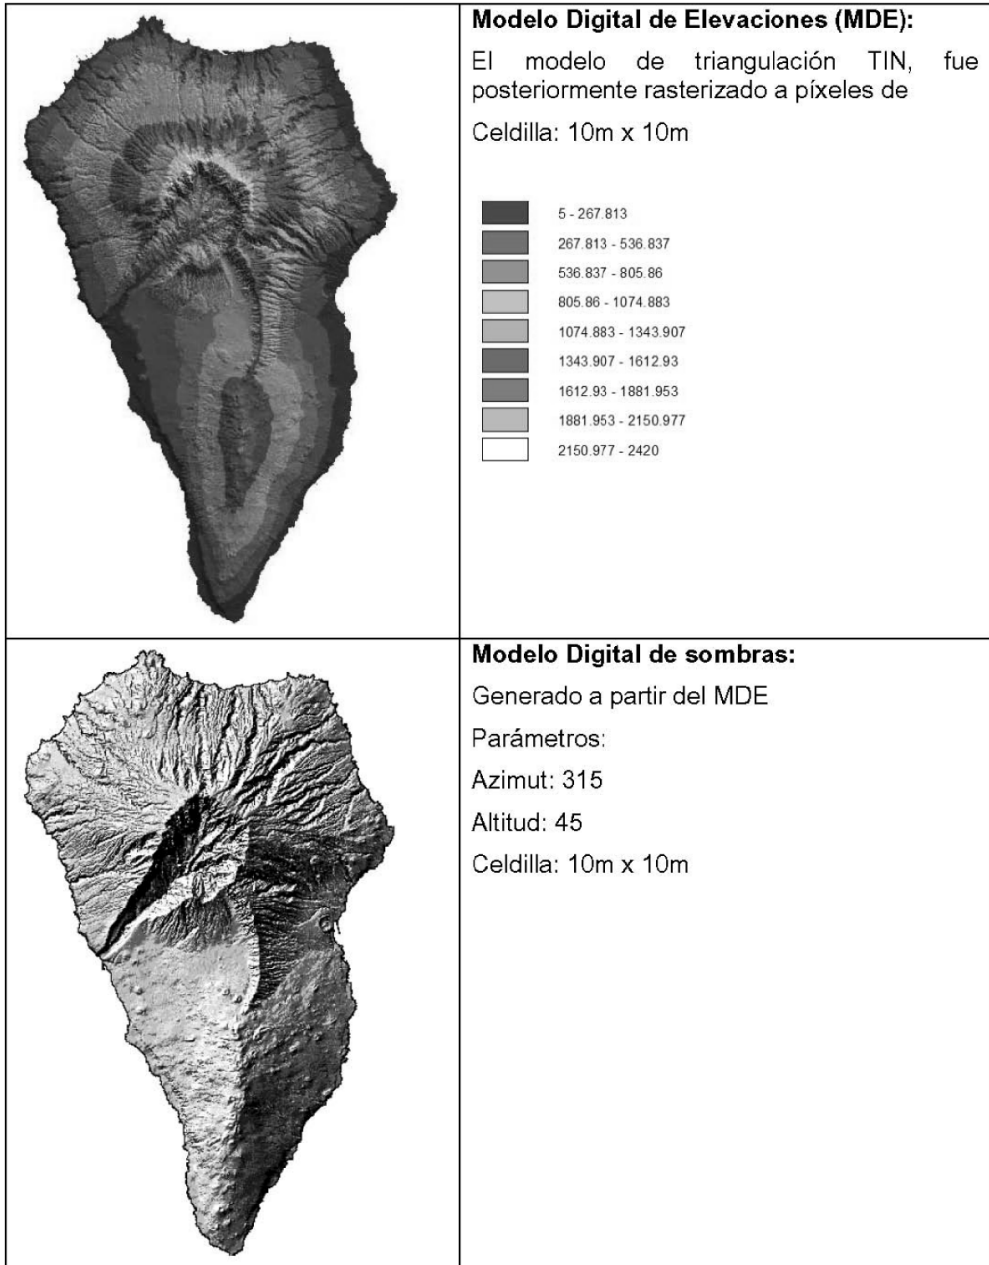 Modelo Digital de Elevaciones (MDE):
El modelo de triangulación TIN, fue
posteriormente rasterizado a píxeles de
Celdilla: 10m x 10m
5 - 267.813
267.813 - 536.837
536.837 - 805.86
805.86 - 1074.883
1074.883 - 1343.907
1343.907 - 1612.93
1612.93 - 1881.953
1881.953 - 2150.977
2150.977 - 2420
Modelo Digital de sombras:
Generado a partir del MDE
Parámetros:
Azimut: 315
Altitud: 45
Celdilla: 10m x 10m